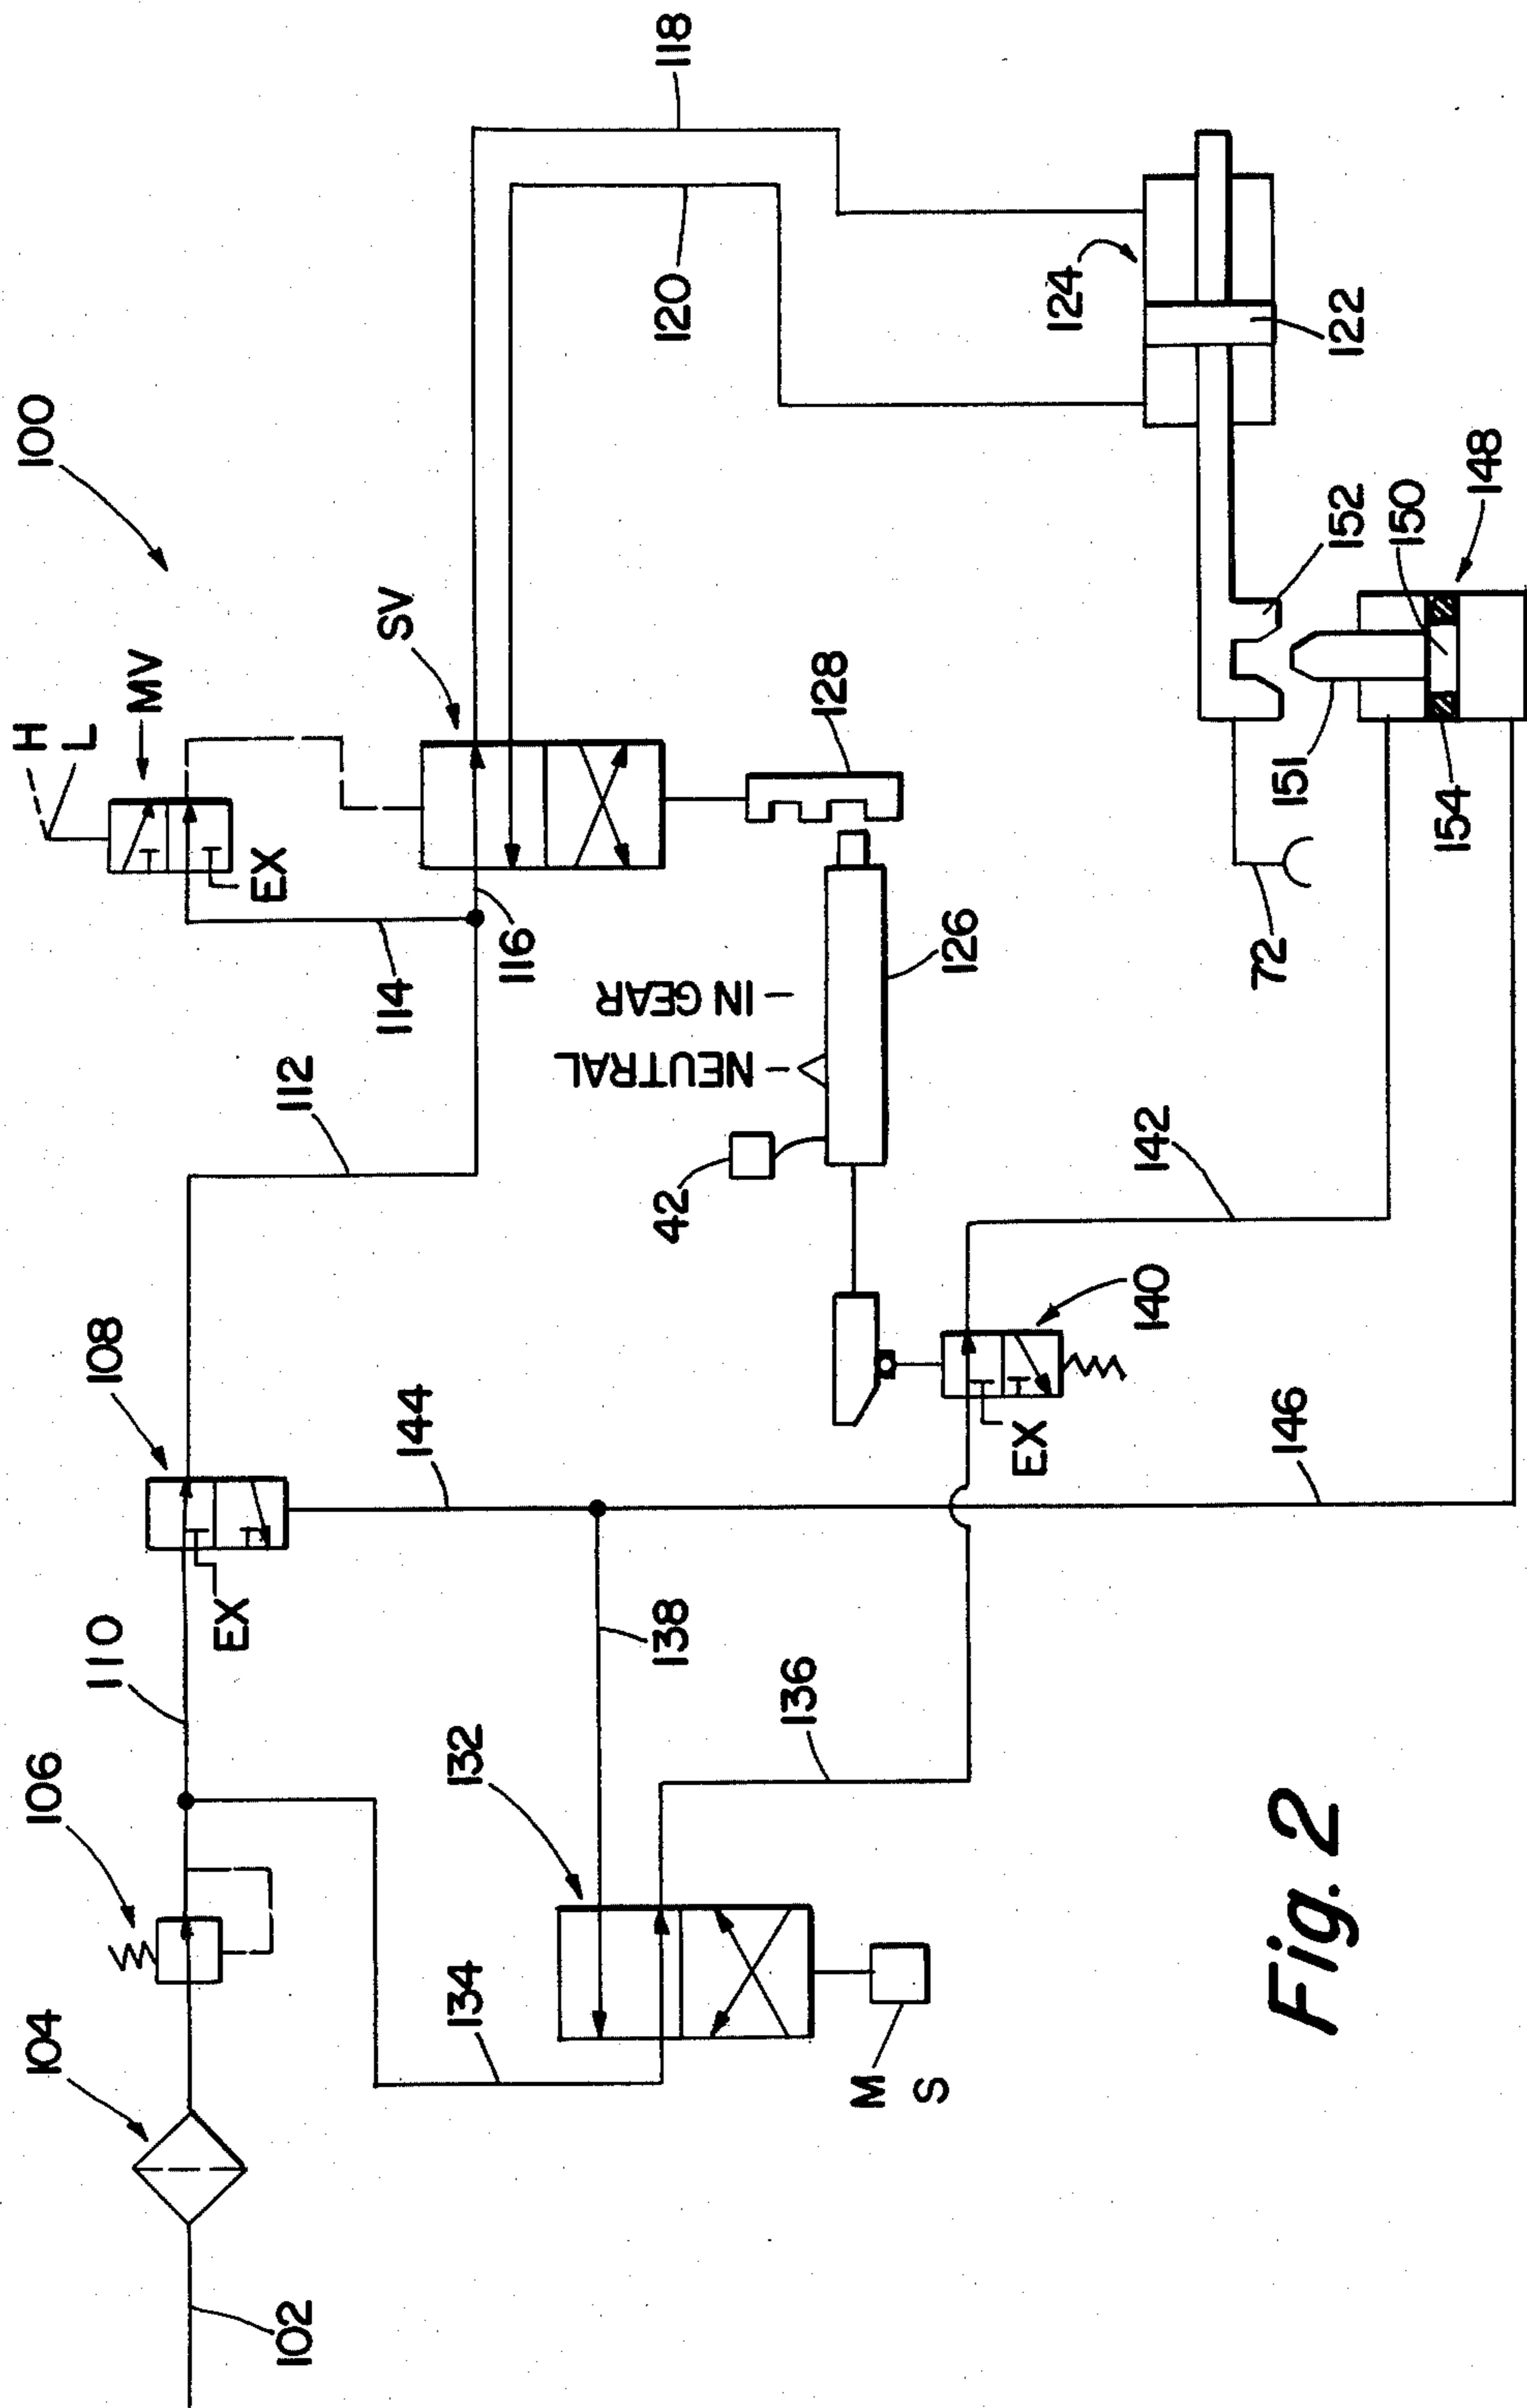 100
H
L
MV
EX
SV
118
120
114
116
112
108
EX
110
106
104
102
144
138
132
134
136
M
S
42
NEUTRAL
IN GEAR
126
128
140
EX
142
146
124
122
152
151
150
148
154
72
Fig. 2